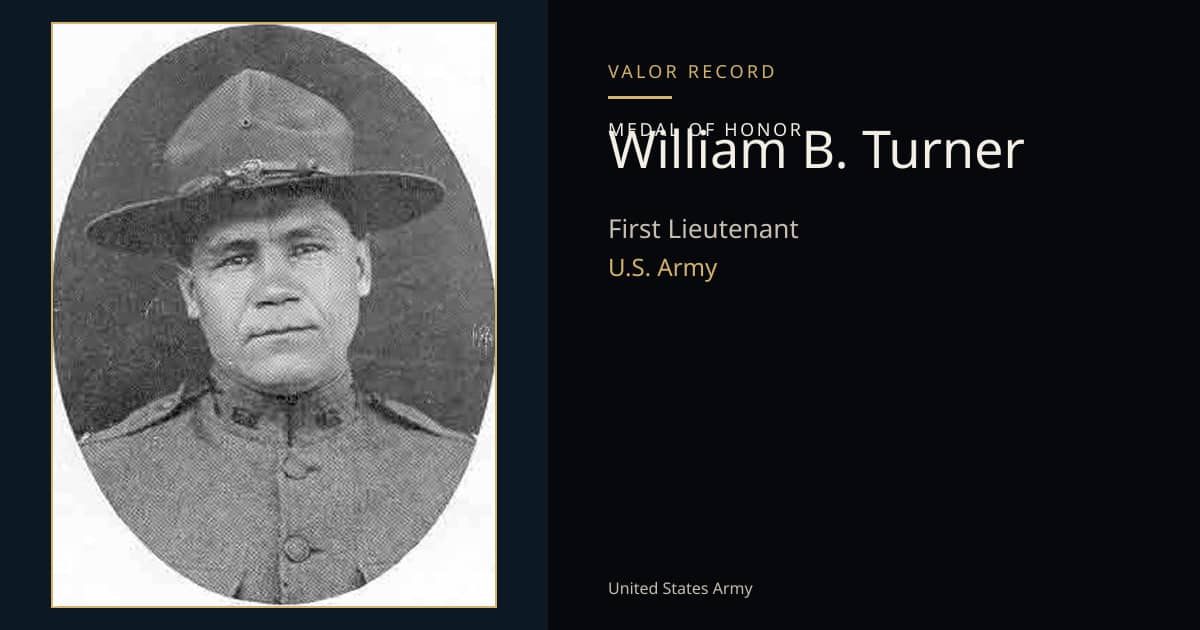 VALOR RECORD
MEDAL OF HONOR
William B. Turner
First Lieutenant
U.S. Army
United States Army